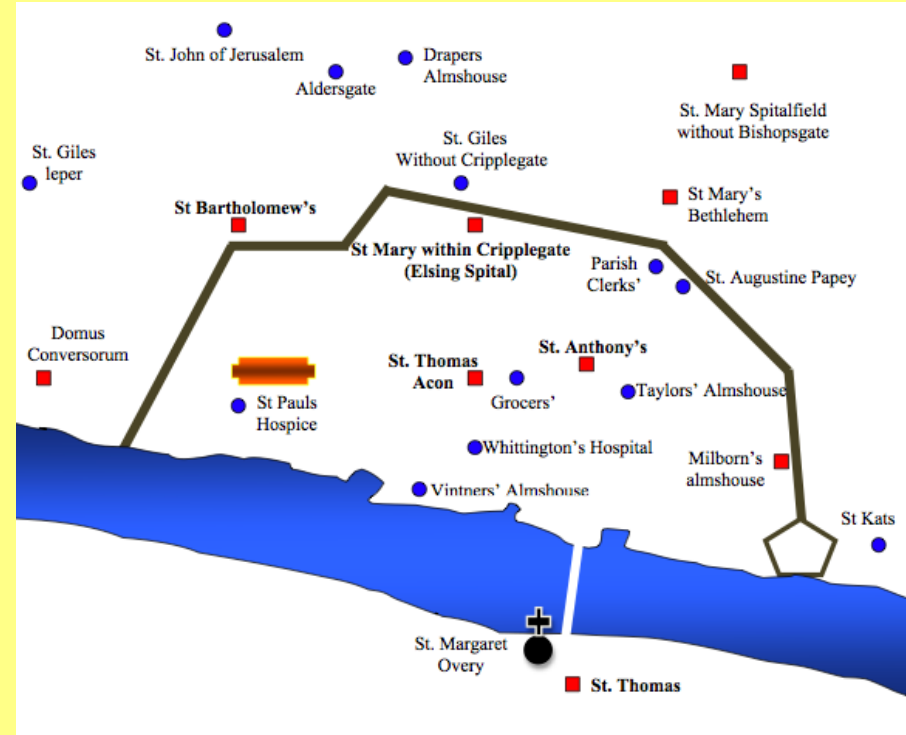 St. John of Jerusalem
Aldersgate
Drapers
Almshouse
St. Mary Spitalfield
without Bishopsgate
St. Giles
leper
St. Giles
Without Cripplegate
St Bartholomew's
St Mary's
Bethlehem
St Mary within Cripplegate
(Elsing Spital)
Parish
Clerks'
St. Augustine Papey
Domus
Conversorum
St. Thomas
Acon
St. Anthony's
Grocers'
Taylors' Almshouse
St Pauls
Hospice
Whittington's Hospital
Milborn's
almshouse
Vintners' Almshouse
St Kats
St. Margaret
Overy
St. Thomas